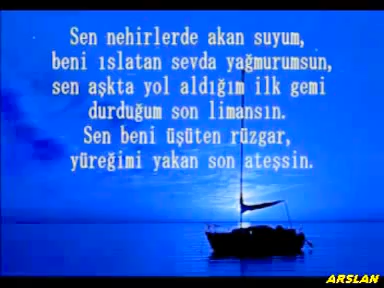 Sen nehirlerde akan suyum,
beni ıslatan sevda yağmurumsun,
sen aşkta yol aldığım ilk gemi
durduğum son limansın.
Sen beni üşüten rüzgar,
yüreğimi yakan son ateşsin.
ARSLAN